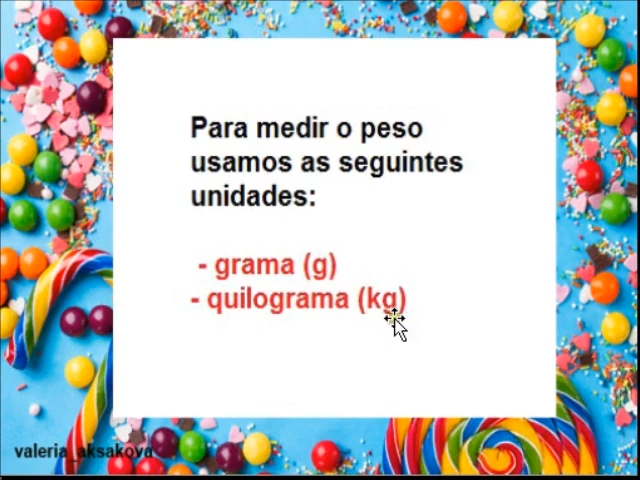 Para medir o peso
usamos as seguintes
unidades:
- grama (g)
- quilograma (kg)
valeria_aksakova